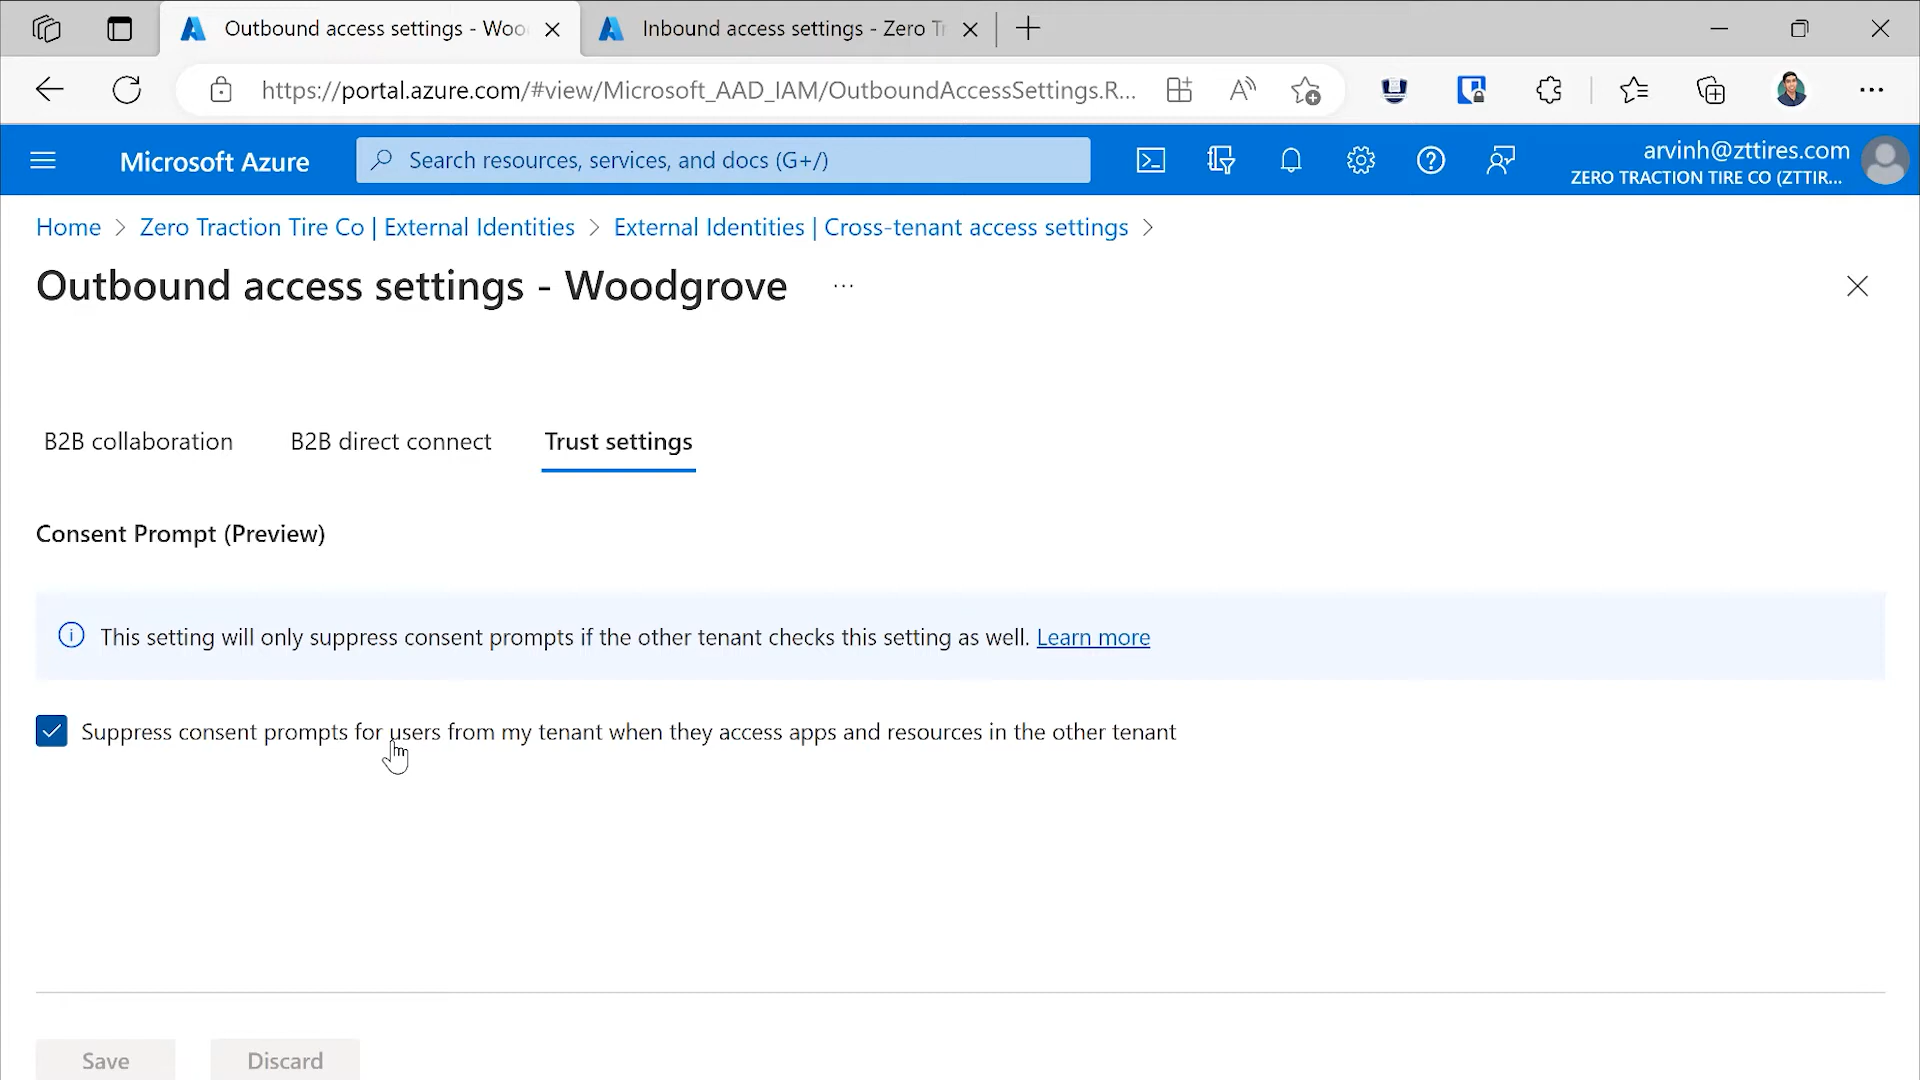 Outbound access settings - Woo
Inbound access settings - Zero Tr
https://portal.azure.com/#view/Microsoft_AAD_IAM/OutboundAccessSettings.R...
Microsoft Azure
Search resources, services, and docs (G+/)
arvinh@zttires.com
ZERO TRACTION TIRE CO (ZTTIR...
Home > Zero Traction Tire Co | External Identities > External Identities | Cross-tenant access settings >
Outbound access settings - Woodgrove ...
B2B collaboration
B2B direct connect
Trust settings
Consent Prompt (Preview)
This setting will only suppress consent prompts if the other tenant checks this setting as well. Learn more
Suppress consent prompts for users from my tenant when they access apps and resources in the other tenant
Save
Discard